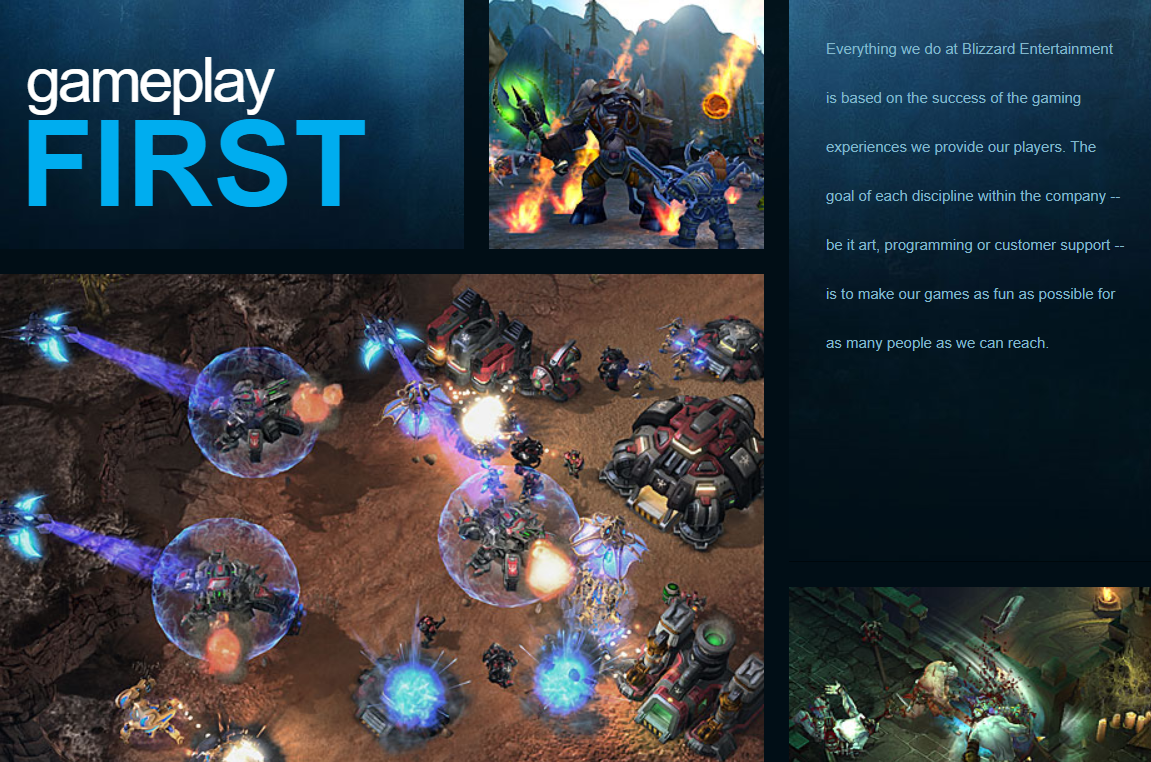 gameplay
FIRST
Everything we do at Blizzard Entertainment
is based on the success of the gaming
experiences we provide our players. The
goal of each discipline within the company --
be it art, programming or customer support --
is to make our games as fun as possible for
as many people as we can reach.